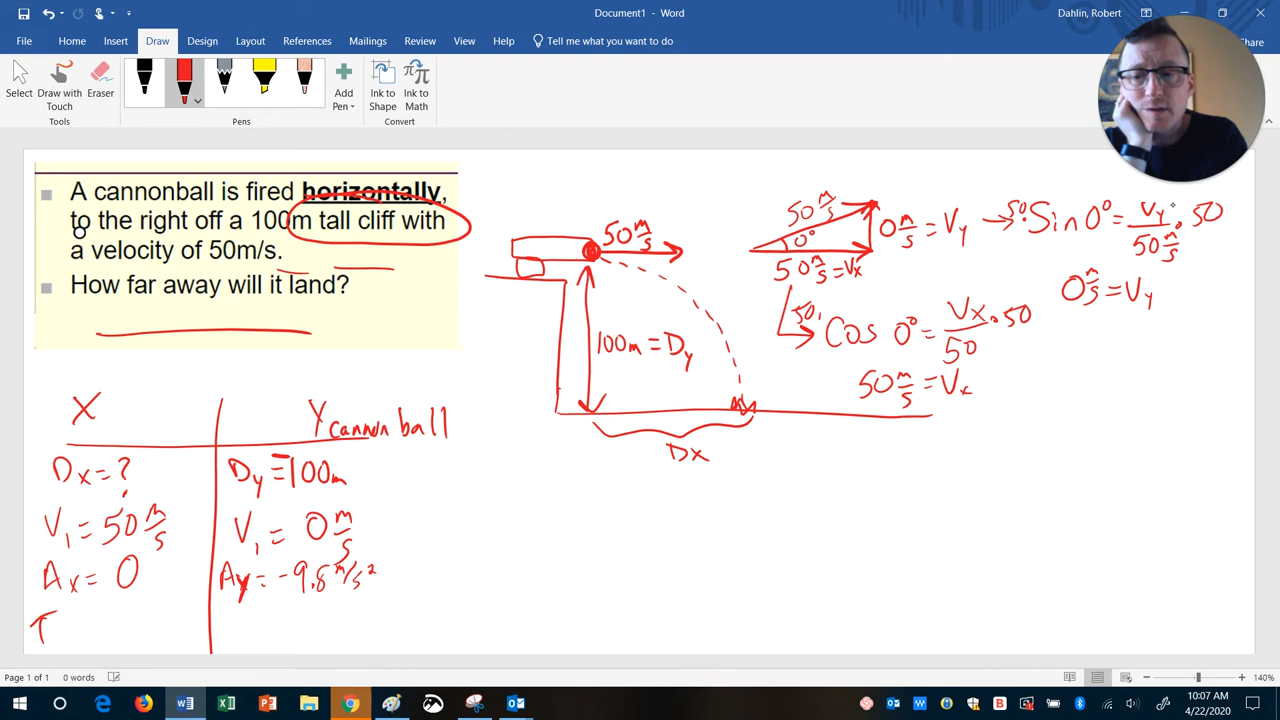 Document1 - Word
Dahlin, Robert
File Home Insert Draw Design Layout References Mailings Review View Help Tell me what you want to do
Share
Select
Draw with
Touch
Eraser
Add
Pen
Ink to
Shape
Ink to
Math
Tools
Pens
Convert
A cannonball is fired horizontally,
to the right off a 100m tall cliff with
a velocity of 50m/s.
How far away will it land?
50 m/s
100m = Dy
Dx
50 m/s
0°
0 m/s = Vy
50 m/s = Vx
50· Sin 0° = Vy/50 m/s · 50
0 m/s = Vy
50· Cos 0° = Vx/50 · 50
50 m/s = Vx
X
Y cannon ball
Dx = ?
Dy = -100m
V1 = 50 m/s
V1 = 0 m/s
Ax = 0
Ay = -9.8 m/s²
Page 1 of 1
0 words
140%
10:07 AM
4/22/2020